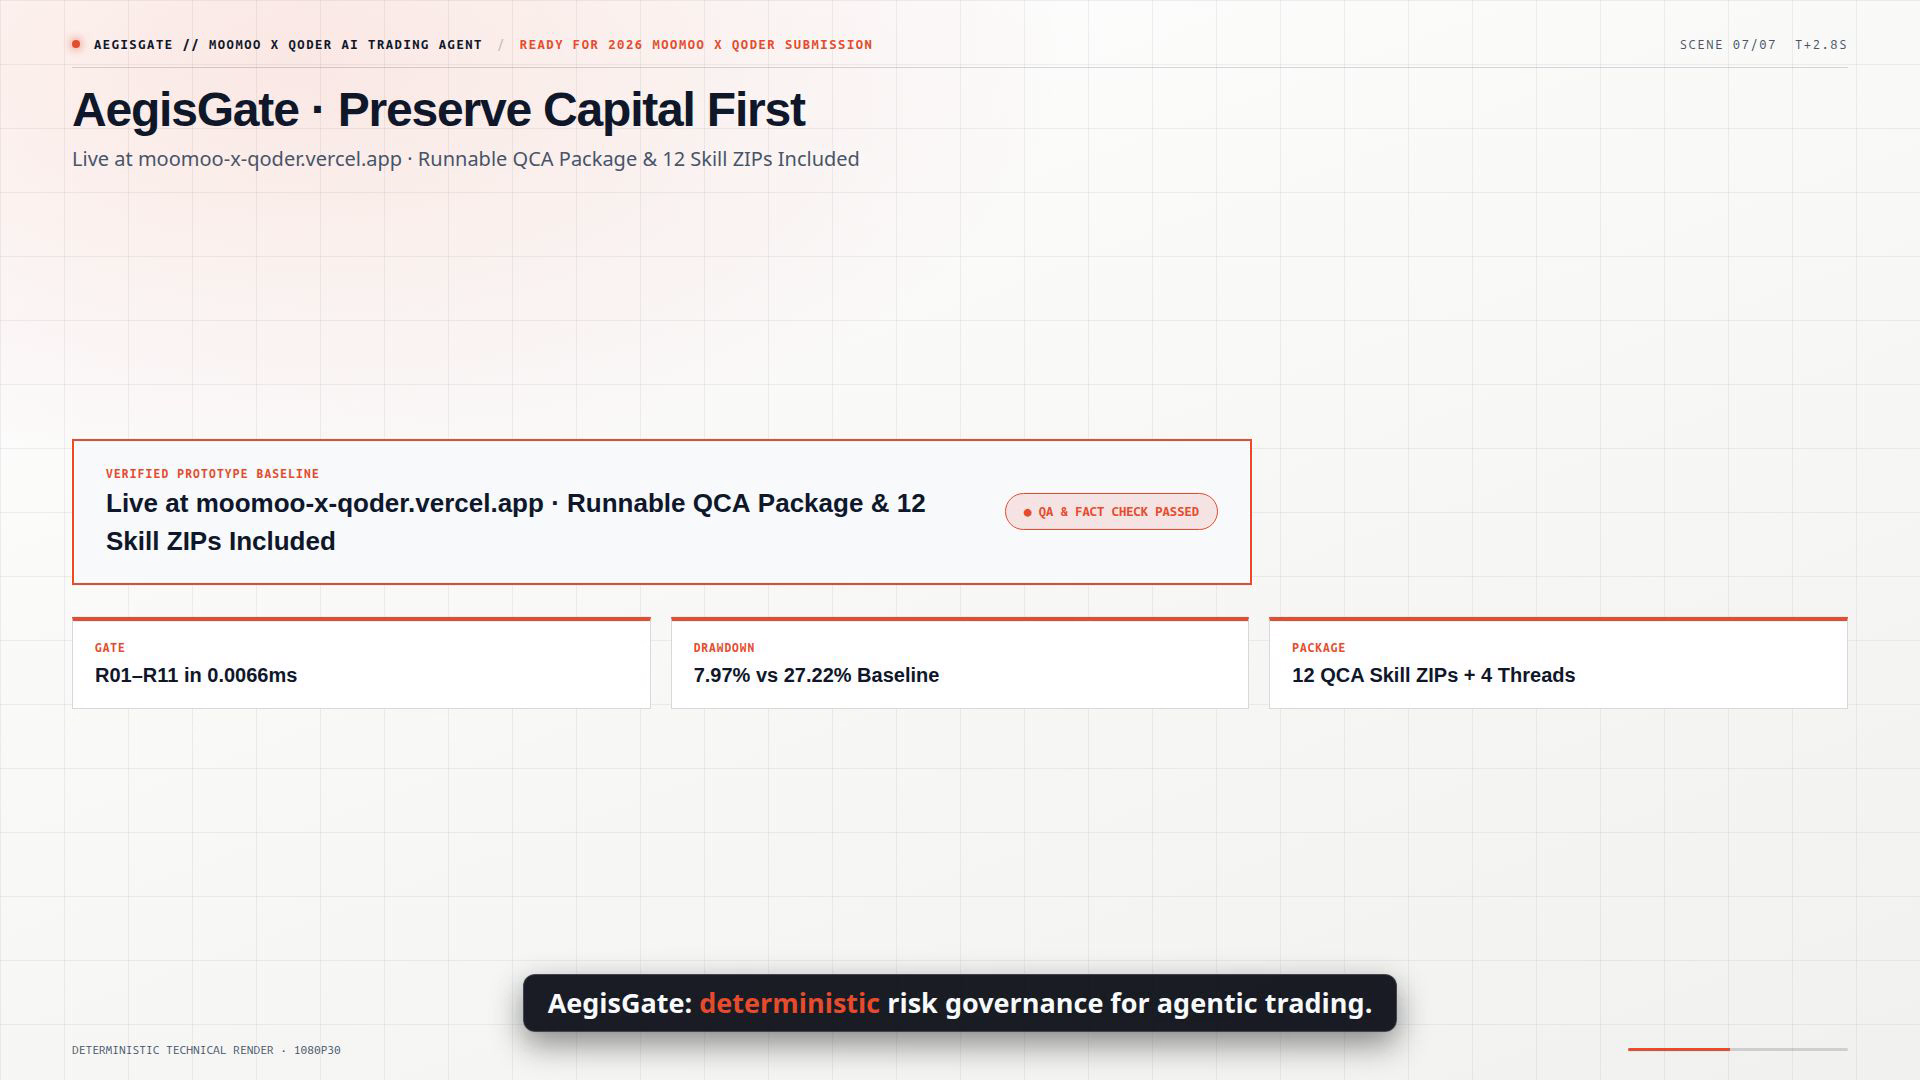 AEGISGATE // MOOMOO X QODER AI TRADING AGENT / READY FOR 2026 MOOMOO X QODER SUBMISSION
SCENE 07/07 T+2.8S
AegisGate · Preserve Capital First
Live at moomoo-x-qoder.vercel.app · Runnable QCA Package & 12 Skill ZIPs Included
VERIFIED PROTOTYPE BASELINE
Live at moomoo-x-qoder.vercel.app · Runnable QCA Package & 12
Skill ZIPs Included
● QA & FACT CHECK PASSED
GATE
R01–R11 in 0.0066ms
DRAWDOWN
7.97% vs 27.22% Baseline
PACKAGE
12 QCA Skill ZIPs + 4 Threads
AegisGate: deterministic risk governance for agentic trading.
DETERMINISTIC TECHNICAL RENDER · 1080P30